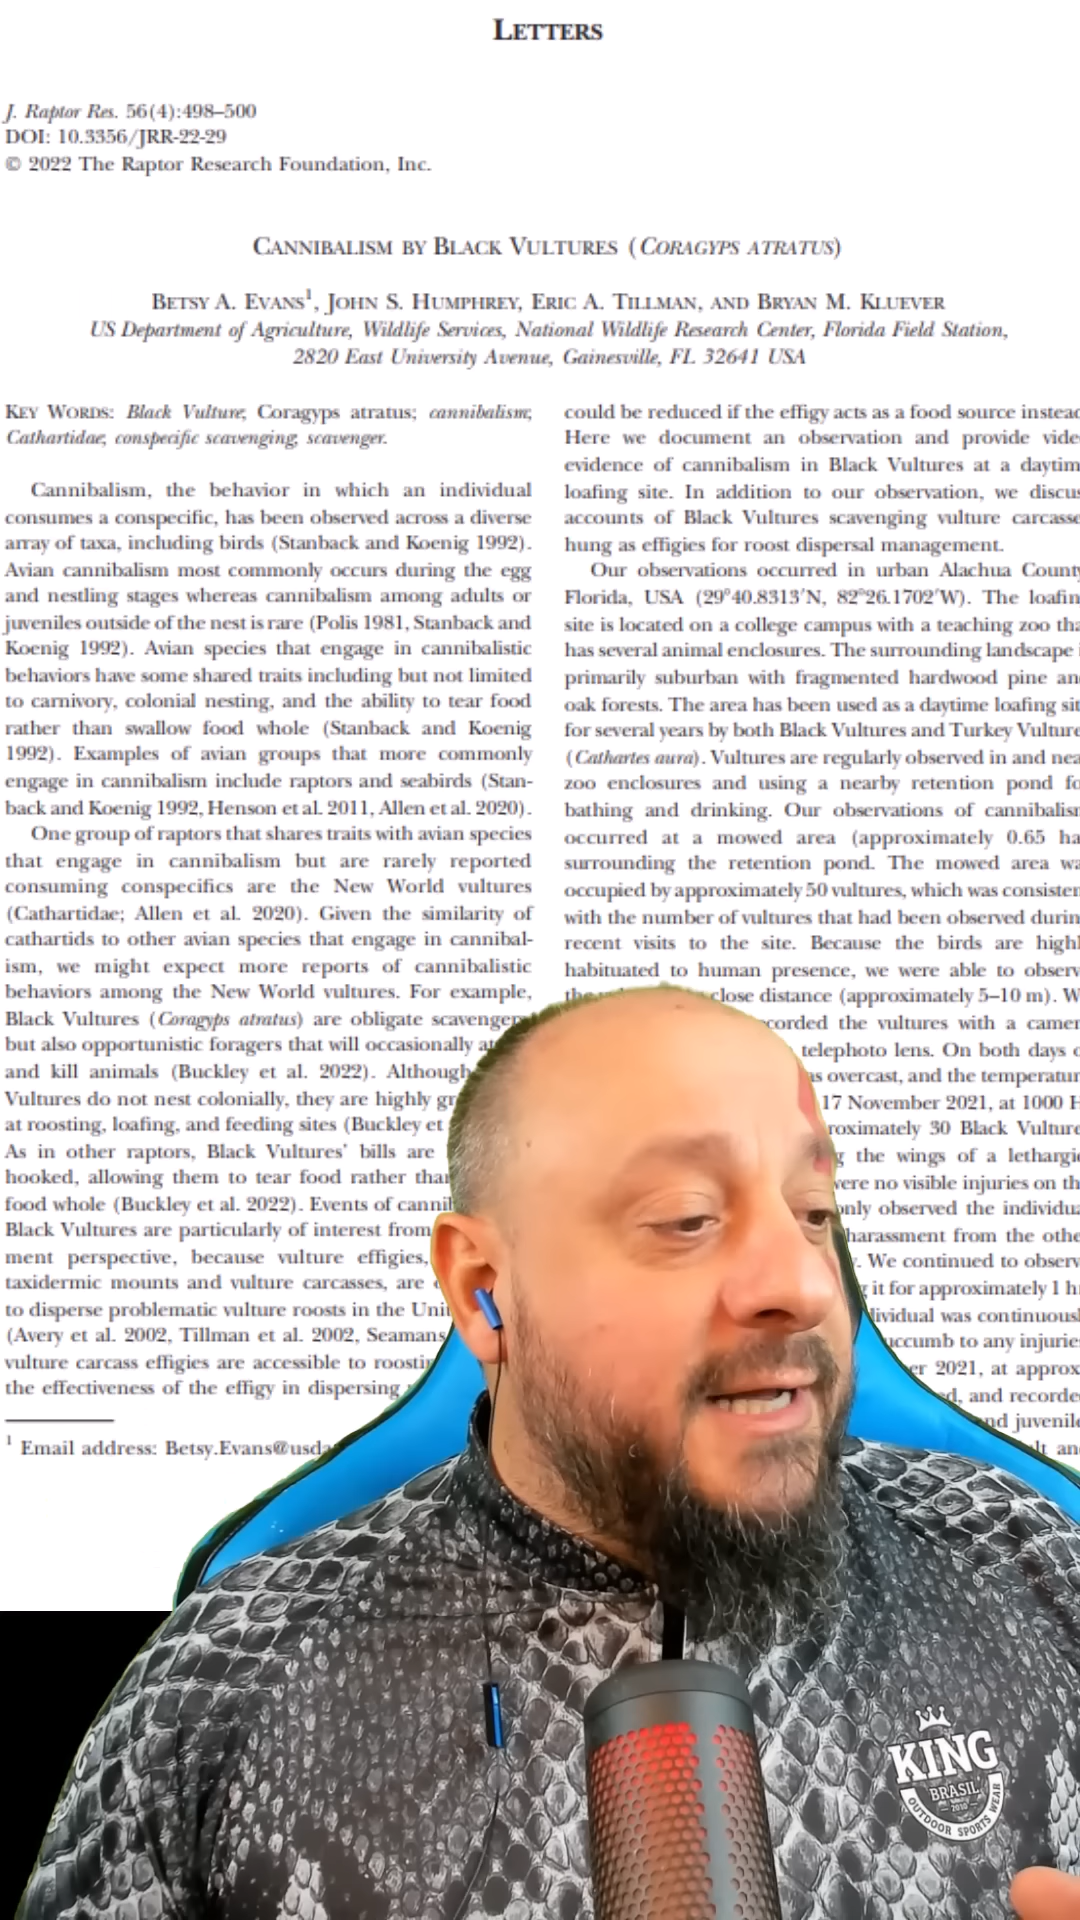 LETTERS
J. Raptor Res. 56(4):498–500
DOI: 10.3356/JRR-22-29
© 2022 The Raptor Research Foundation, Inc.
CANNIBALISM BY BLACK VULTURES (CORAGYPS ATRATUS)
BETSY A. EVANS¹, JOHN S. HUMPHREY, ERIC A. TILLMAN, AND BRYAN M. KLUEVER
US Department of Agriculture, Wildlife Services, National Wildlife Research Center, Florida Field Station,
2820 East University Avenue, Gainesville, FL 32641 USA
KEY WORDS: Black Vulture; Coragyps atratus; cannibalism;
Cathartidae; conspecific scavenging; scavenger.
Cannibalism, the behavior in which an individual
consumes a conspecific, has been observed across a diverse
array of taxa, including birds (Stanback and Koenig 1992).
Avian cannibalism most commonly occurs during the egg
and nestling stages whereas cannibalism among adults or
juveniles outside of the nest is rare (Polis 1981, Stanback and
Koenig 1992). Avian species that engage in cannibalistic
behaviors have some shared traits including but not limited
to carnivory, colonial nesting, and the ability to tear food
rather than swallow food whole (Stanback and Koenig
1992). Examples of avian groups that more commonly
engage in cannibalism include raptors and seabirds (Stan-
back and Koenig 1992, Henson et al. 2011, Allen et al. 2020).
One group of raptors that shares traits with avian species
that engage in cannibalism but are rarely reported
consuming conspecifics are the New World vultures
(Cathartidae; Allen et al. 2020). Given the similarity of
cathartids to other avian species that engage in cannibal-
ism, we might expect more reports of cannibalistic
behaviors among the New World vultures. For example,
Black Vultures (Coragyps atratus) are obligate scavengers
but also opportunistic foragers that will occasionally
and kill animals (Buckley et al. 2022). Although
Vultures do not nest colonially, they are highly
at roosting, loafing, and feeding sites (Buckley et
As in other raptors, Black Vultures' bills are
hooked, allowing them to tear food rather than
food whole (Buckley et al. 2022). Events of
Black Vultures are particularly of interest from
ment perspective, because vulture effigies,
taxidermic mounts and vulture carcasses, are
to disperse problematic vulture roosts in the
(Avery et al. 2002, Tillman et al. 2002, Seamans
vulture carcass effigies are accessible to
the effectiveness of the effigy in dispersing
¹ Email address: Betsy.Evans@usda
could be reduced if the effigy acts as a food source instead
Here we document an observation and provide
evidence of cannibalism in Black Vultures at a
loafing site. In addition to our observation, we
accounts of Black Vultures scavenging vulture
hung as effigies for roost dispersal management.
Our observations occurred in urban Alachua County
Florida, USA (29°40.8313′N, 82°26.1702′W). The
site is located on a college campus with a teaching zoo
has several animal enclosures. The surrounding landscape
primarily suburban with fragmented hardwood pine
oak forests. The area has been used as a daytime loafing
for several years by both Black Vultures and Turkey
(Cathartes aura). Vultures are regularly observed in and
zoo enclosures and using a nearby retention pond
bathing and drinking. Our observations of
occurred at a mowed area (approximately 0.65 ha
surrounding the retention pond. The mowed area
occupied by approximately 50 vultures, which was
with the number of vultures that had been observed
recent visits to the site. Because the birds are
habituated to human presence, we were able to
close distance (approximately 5–10 m).
the vultures with a
telephoto lens. On both days
overcast, and the
17 November 2021, at 1000
30 Black
the wings of a
no visible injuries on
observed the
harassment from the
. We continued to
it for approximately 1
was
to any
2021, at
and
KING
BRASIL
2010
OUTDOOR SPORTS WEAR